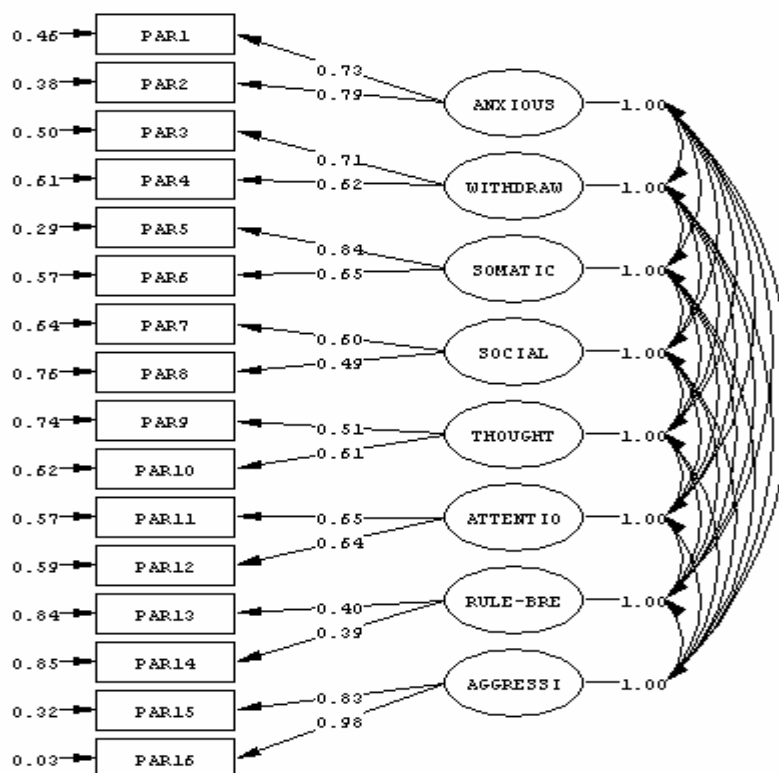 0.46 PAR1
0.73
0.38 PAR2 0.79 ANXIOUS 1.00
0.50 PAR3
0.71
0.61 PAR4 0.62 WITHDRAW 1.00
0.29 PAR5
0.84
0.57 PAR6 0.65 SOMATIC 1.00
0.64 PAR7
0.60
0.76 PAR8 0.49 SOCIAL 1.00
0.74 PAR9
0.51
0.62 PAR10 0.61 THOUGHT 1.00
0.57 PAR11 0.65 ATTENTIO 1.00
0.64
0.59 PAR12
0.84 PAR13 0.40 RULE-BRE 1.00
0.39
0.85 PAR14
0.83 AGGRESSI 1.00
0.32 PAR15
0.98
0.03 PAR16